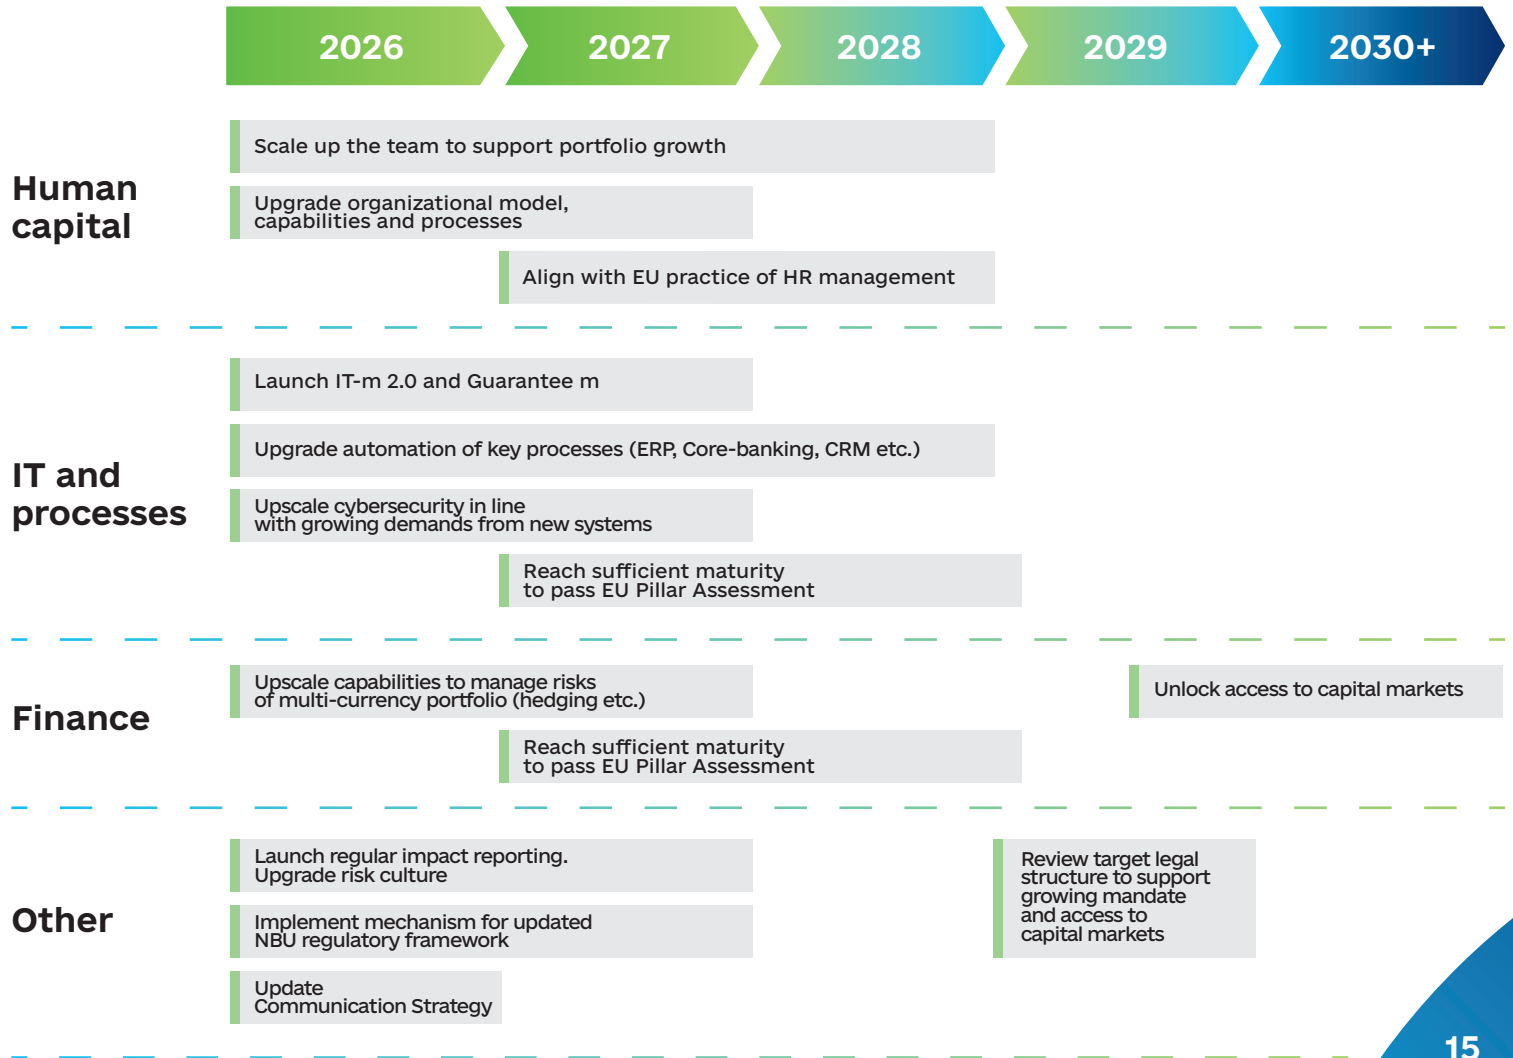 2026
2027
2028
2029
2030+
Human
capital
Scale up the team to support portfolio growth
Upgrade organizational model,
capabilities and processes
Align with EU practice of HR management
IT and
processes
Launch IT-m 2.0 and Guarantee m
Upgrade automation of key processes (ERP, Core-banking, CRM etc.)
Upscale cybersecurity in line
with growing demands from new systems
Reach sufficient maturity
to pass EU Pillar Assessment
Finance
Upscale capabilities to manage risks
of multi-currency portfolio (hedging etc.)
Unlock access to capital markets
Reach sufficient maturity
to pass EU Pillar Assessment
Other
Launch regular impact reporting.
Upgrade risk culture
Implement mechanism for updated
NBU regulatory framework
Update
Communication Strategy
Review target legal
structure to support
growing mandate
and access to
capital markets
15